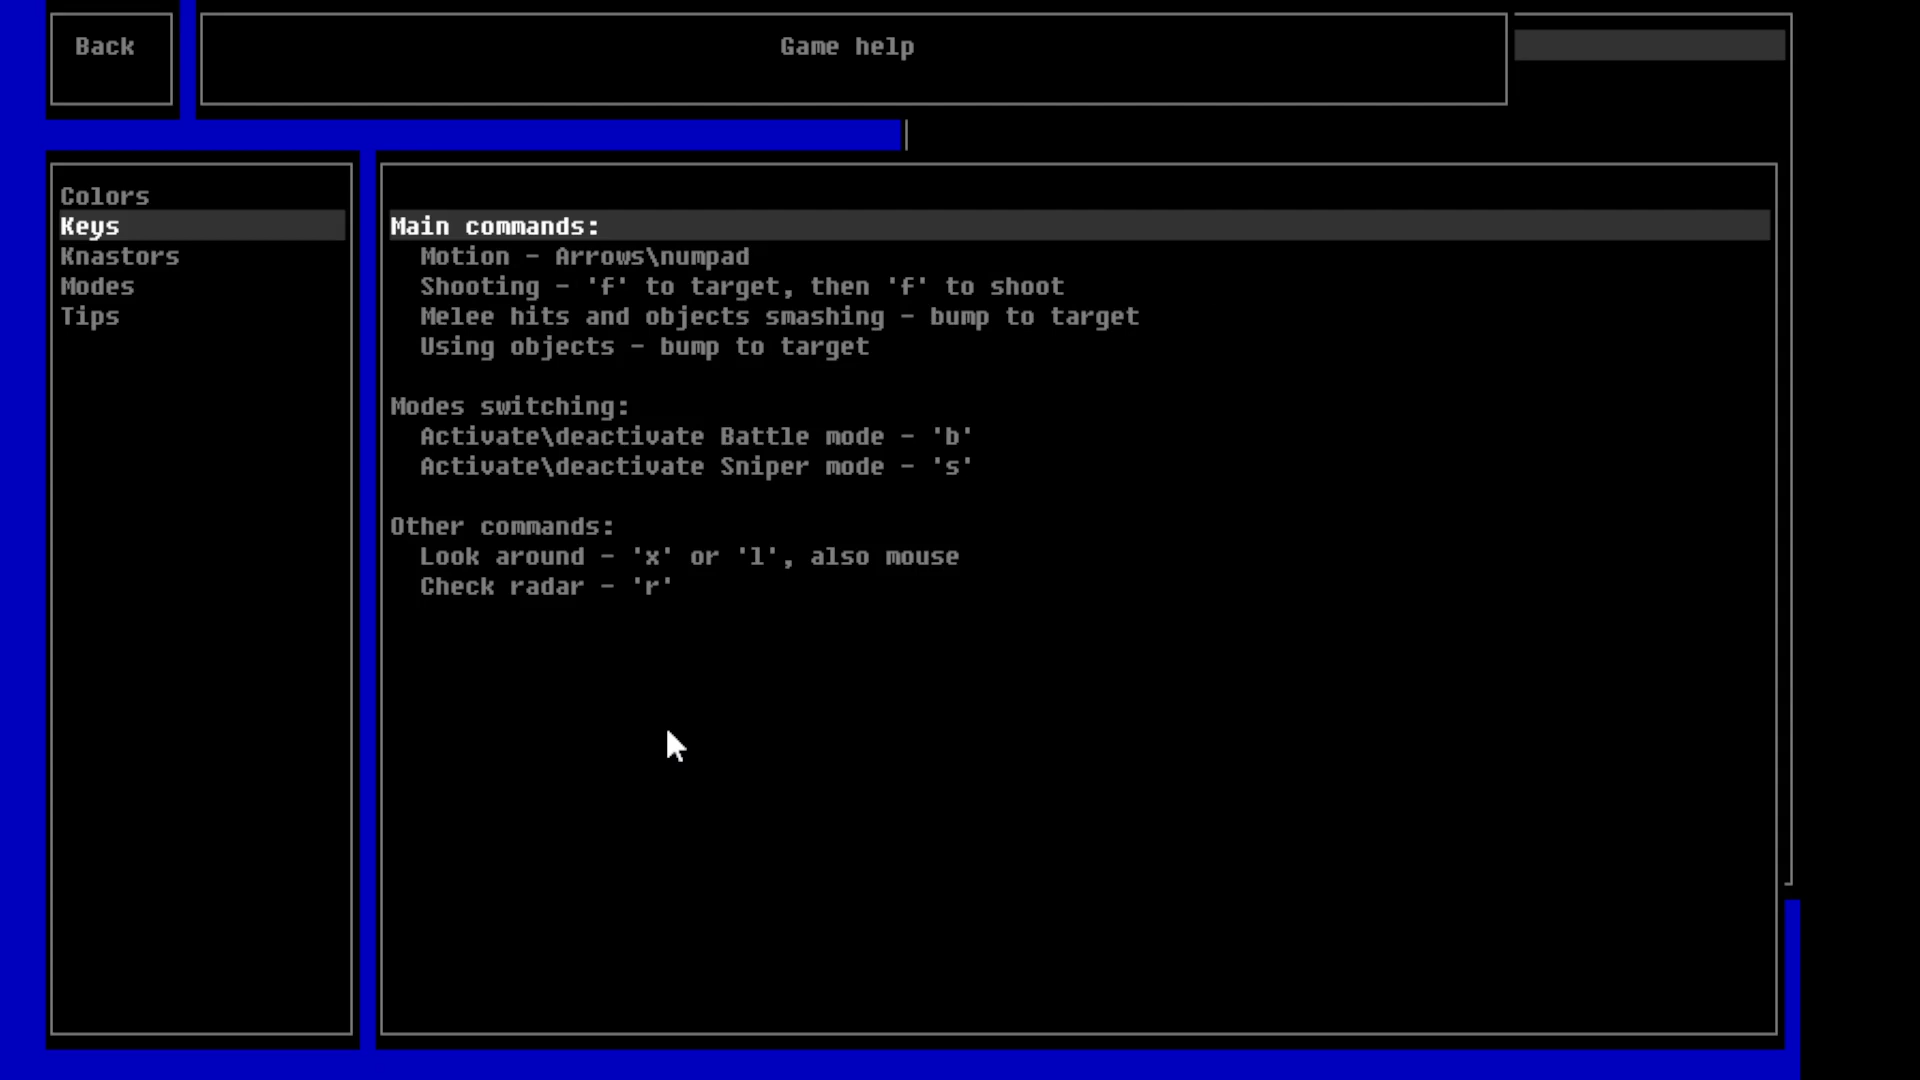 Back
Game help
Colors
Keys
Knastors
Modes
Tips
Main commands:
Motion - Arrows\numpad
Shooting - 'f' to target, then 'f' to shoot
Melee hits and objects smashing - bump to target
Using objects - bump to target
Modes switching:
Activate\deactivate Battle mode - 'b'
Activate\deactivate Sniper mode - 's'
Other commands:
Look around - 'x' or 'l', also mouse
Check radar - 'r'